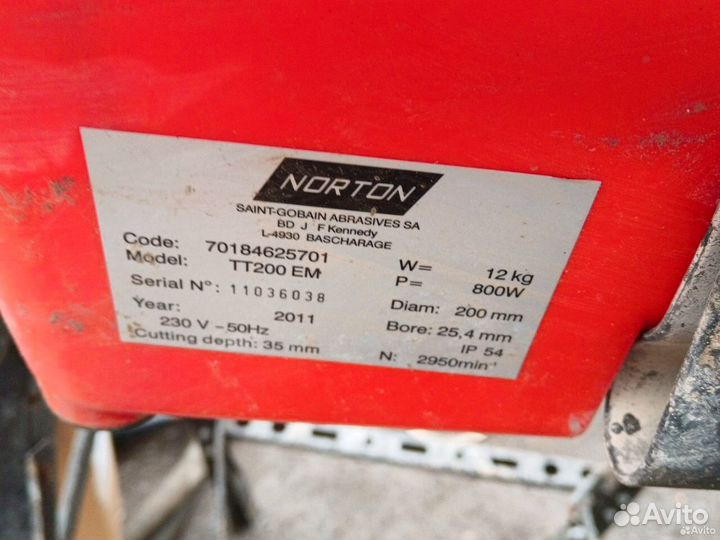 NORTON
SAINT-GOBAIN ABRASIVES SA
BD J F Kennedy
L-4930 BASCHARAGE
Code: 70184625701
Model: TT200 EM
Serial N°: 11036038
Year: 2011
230 V - 50Hz
Cutting depth: 35 mm
W= 12 kg
P= 800W
Diam: 200 mm
Bore: 25,4 mm
IP 54
N: 2950min⁻¹
Avito
Avito